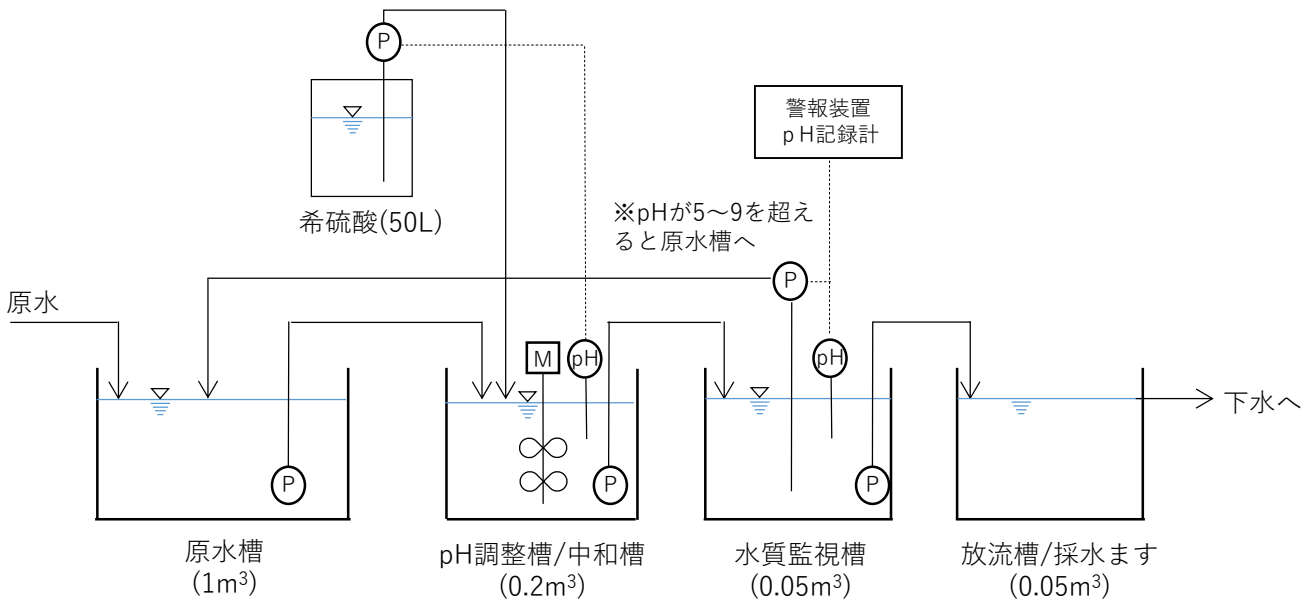 P
希硫酸(50L)
警報装置
ｐH記録計
※pHが5～9を超え
ると原水槽へ
P
原水
M
pH
pH
P
P
P
下水へ
原水槽
(1m³)
pH調整槽/中和槽
(0.2m³)
水質監視槽
(0.05m³)
放流槽/採水ます
(0.05m³)